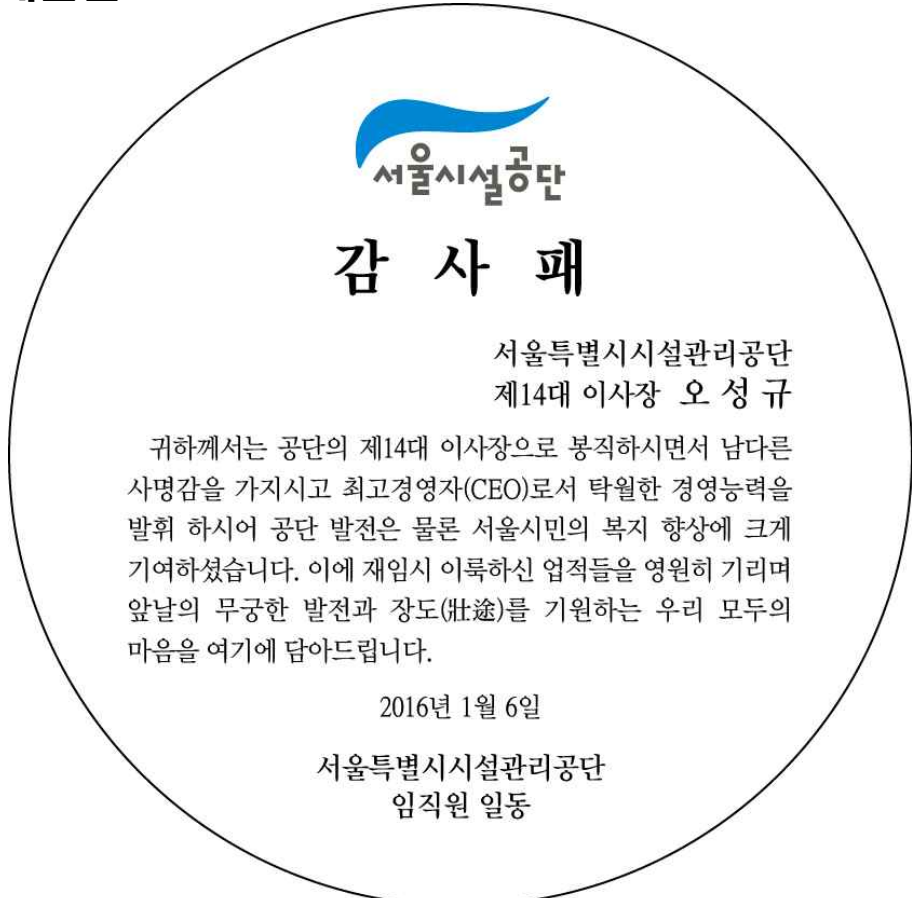 서울시설공단
감 사 패
서울특별시시설관리공단
제14대 이사장 오 성 규
귀하께서는 공단의 제14대 이사장으로 봉직하시면서 남다른
사명감을 가지시고 최고경영자(CEO)로서 탁월한 경영능력을
발휘 하시어 공단 발전은 물론 서울시민의 복지 향상에 크게
기여하셨습니다. 이에 재임시 이룩하신 업적들을 영원히 기리며
앞날의 무궁한 발전과 장도(壯途)를 기원하는 우리 모두의
마음을 여기에 담아드립니다.
2016년 1월 6일
서울특별시시설관리공단
임직원 일동